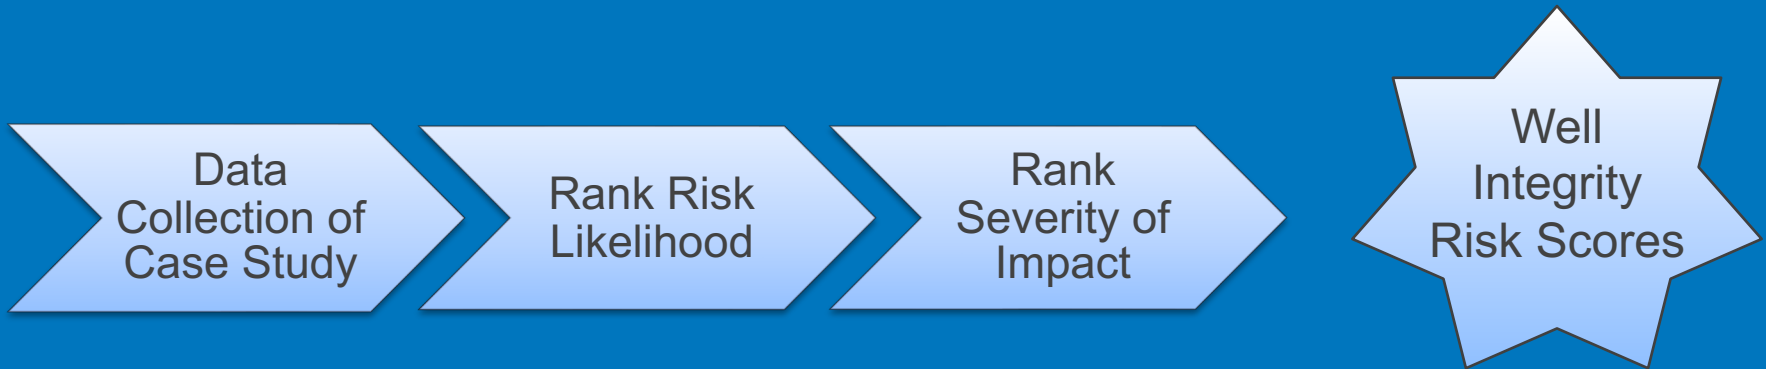 Data
Collection of
Case Study
Rank Risk
Likelihood
Rank
Severity of
Impact
Well
Integrity
Risk Scores